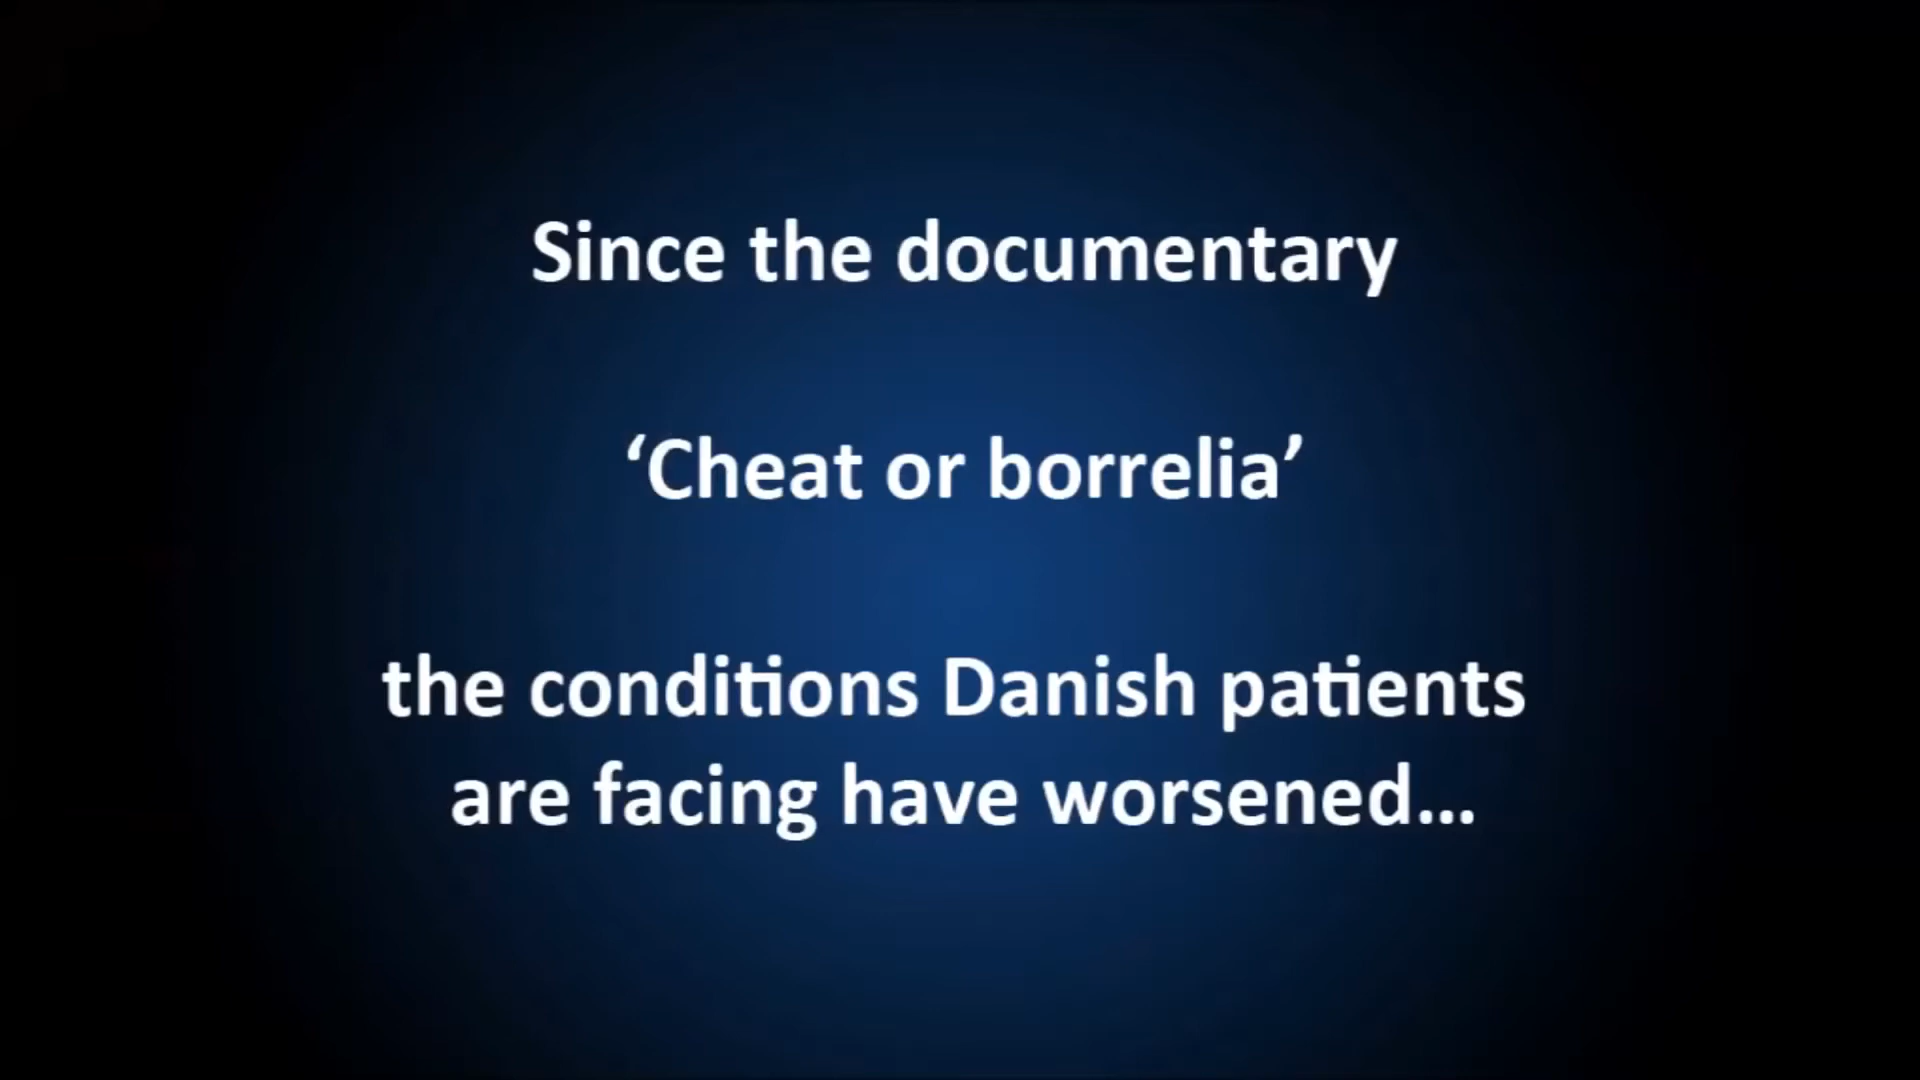 Since the documentary
‘Cheat or borrelia’
the conditions Danish patients
are facing have worsened...